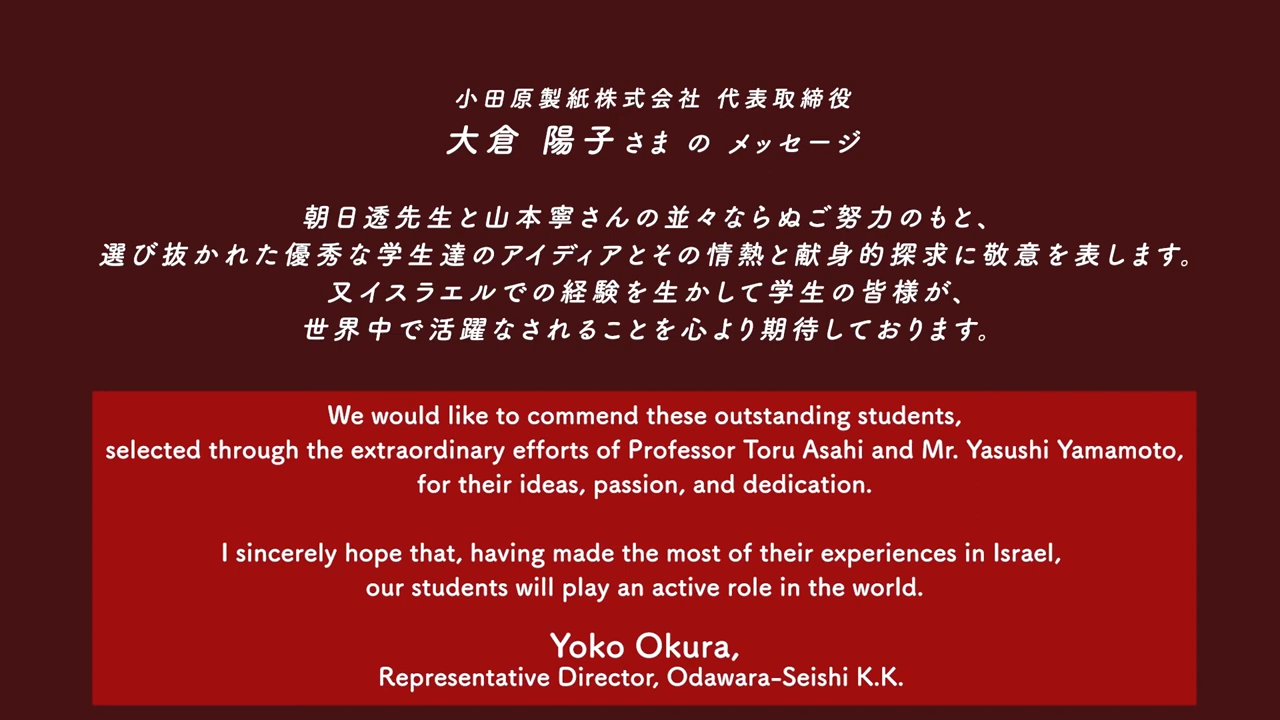 小田原製紙株式会社 代表取締役
大倉 陽子さま の メッセージ
朝日透先生と山本寧さんの並々ならぬご努力のもと、
選び抜かれた優秀な学生達のアイディアとその情熱と献身的探求に敬意を表します。
又イスラエルでの経験を生かして学生の皆様が、
世界中で活躍なされることを心より期待しております。
We would like to commend these outstanding students,
selected through the extraordinary efforts of Professor Toru Asahi and Mr. Yasushi Yamamoto,
for their ideas, passion, and dedication.
I sincerely hope that, having made the most of their experiences in Israel,
our students will play an active role in the world.
Yoko Okura,
Representative Director, Odawara-Seishi K.K.